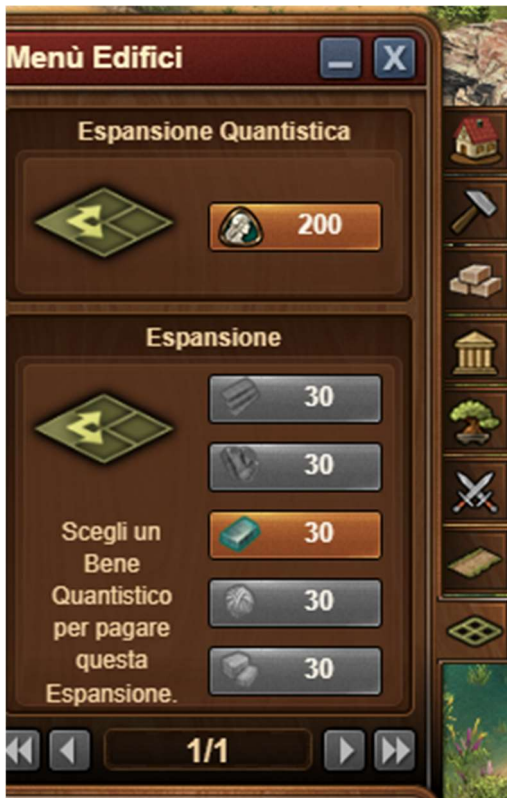 Menù Edifici
X
Espansione Quantistica
200
Espansione
30
30
30
30
30
Scegli un
Bene
Quantistico
per pagare
questa
Espansione.
1/1